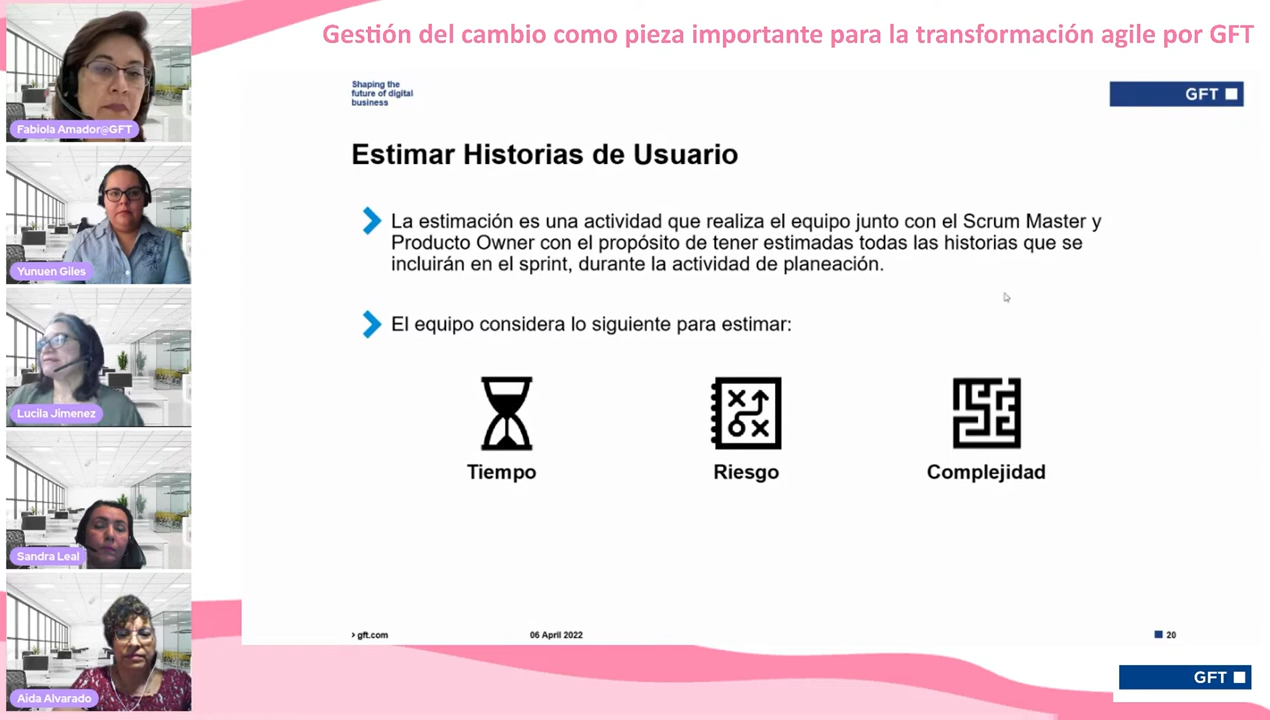 Gestión del cambio como pieza importante para la transformación agile por GFT
Shaping the
future of digital
business
GFT
Estimar Historias de Usuario
La estimación es una actividad que realiza el equipo junto con el Scrum Master y
Producto Owner con el propósito de tener estimadas todas las historias que se
incluirán en el sprint, durante la actividad de planeación.
El equipo considera lo siguiente para estimar:
Tiempo
Riesgo
Complejidad
› gft.com
06 April 2022
20
GFT
Fabiola Amador@GFT
Yunuen Giles
Lucila Jimenez
Sandra Leal
Aida Alvarado